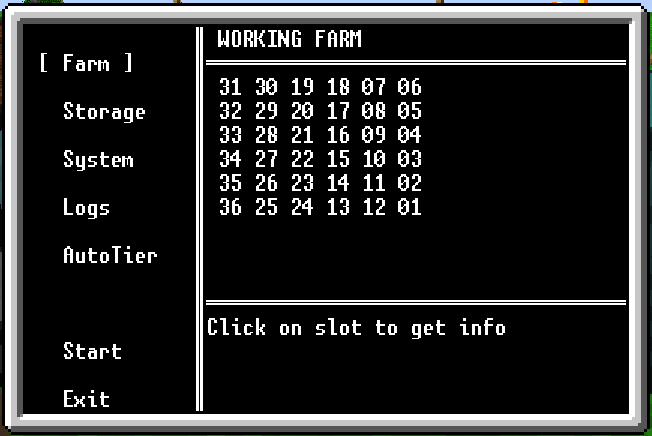 WORKING FARM
[ Farm ]
Storage
System
Logs
AutoTier
Start
Exit
31 30 19 18 07 06
32 29 20 17 08 05
33 28 21 16 09 04
34 27 22 15 10 03
35 26 23 14 11 02
36 25 24 13 12 01
Click on slot to get info